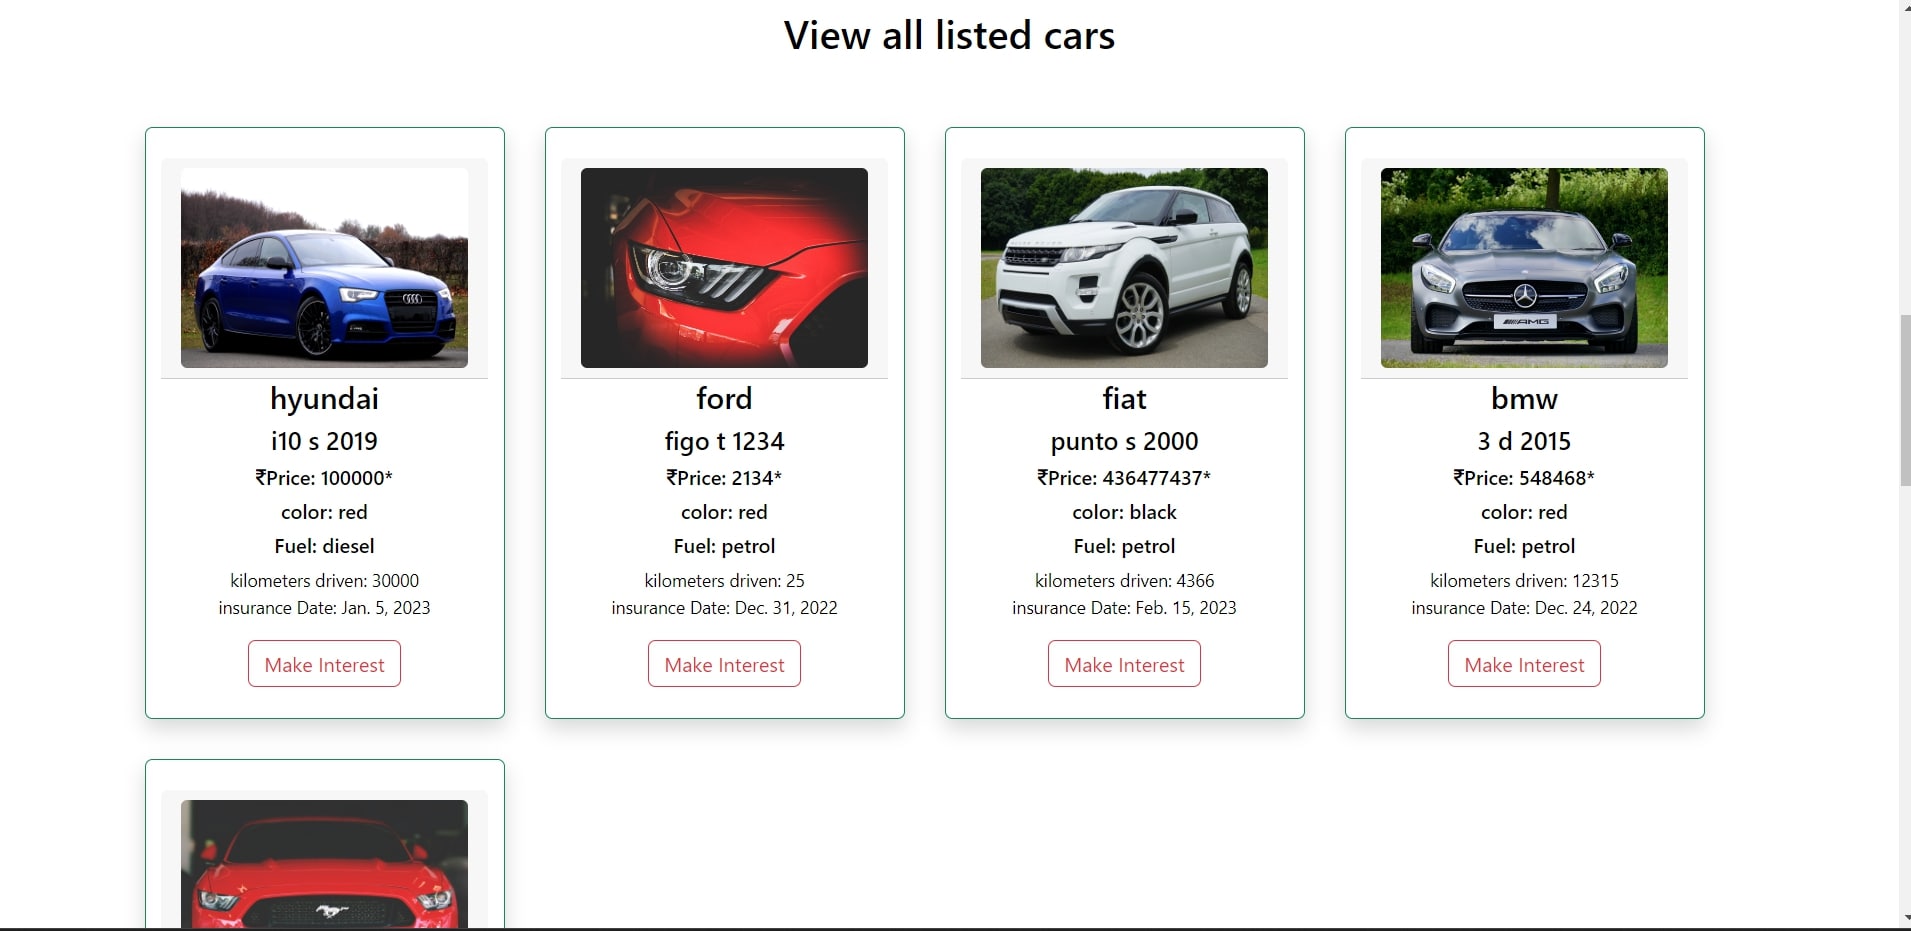 View all listed cars
hyundai
i10 s 2019
₹Price: 100000*
color: red
Fuel: diesel
kilometers driven: 30000
insurance Date: Jan. 5, 2023
Make Interest
ford
figo t 1234
₹Price: 2134*
color: red
Fuel: petrol
kilometers driven: 25
insurance Date: Dec. 31, 2022
Make Interest
fiat
punto s 2000
₹Price: 436477437*
color: black
Fuel: petrol
kilometers driven: 4366
insurance Date: Feb. 15, 2023
Make Interest
AMG
bmw
3 d 2015
₹Price: 548468*
color: red
Fuel: petrol
kilometers driven: 12315
insurance Date: Dec. 24, 2022
Make Interest